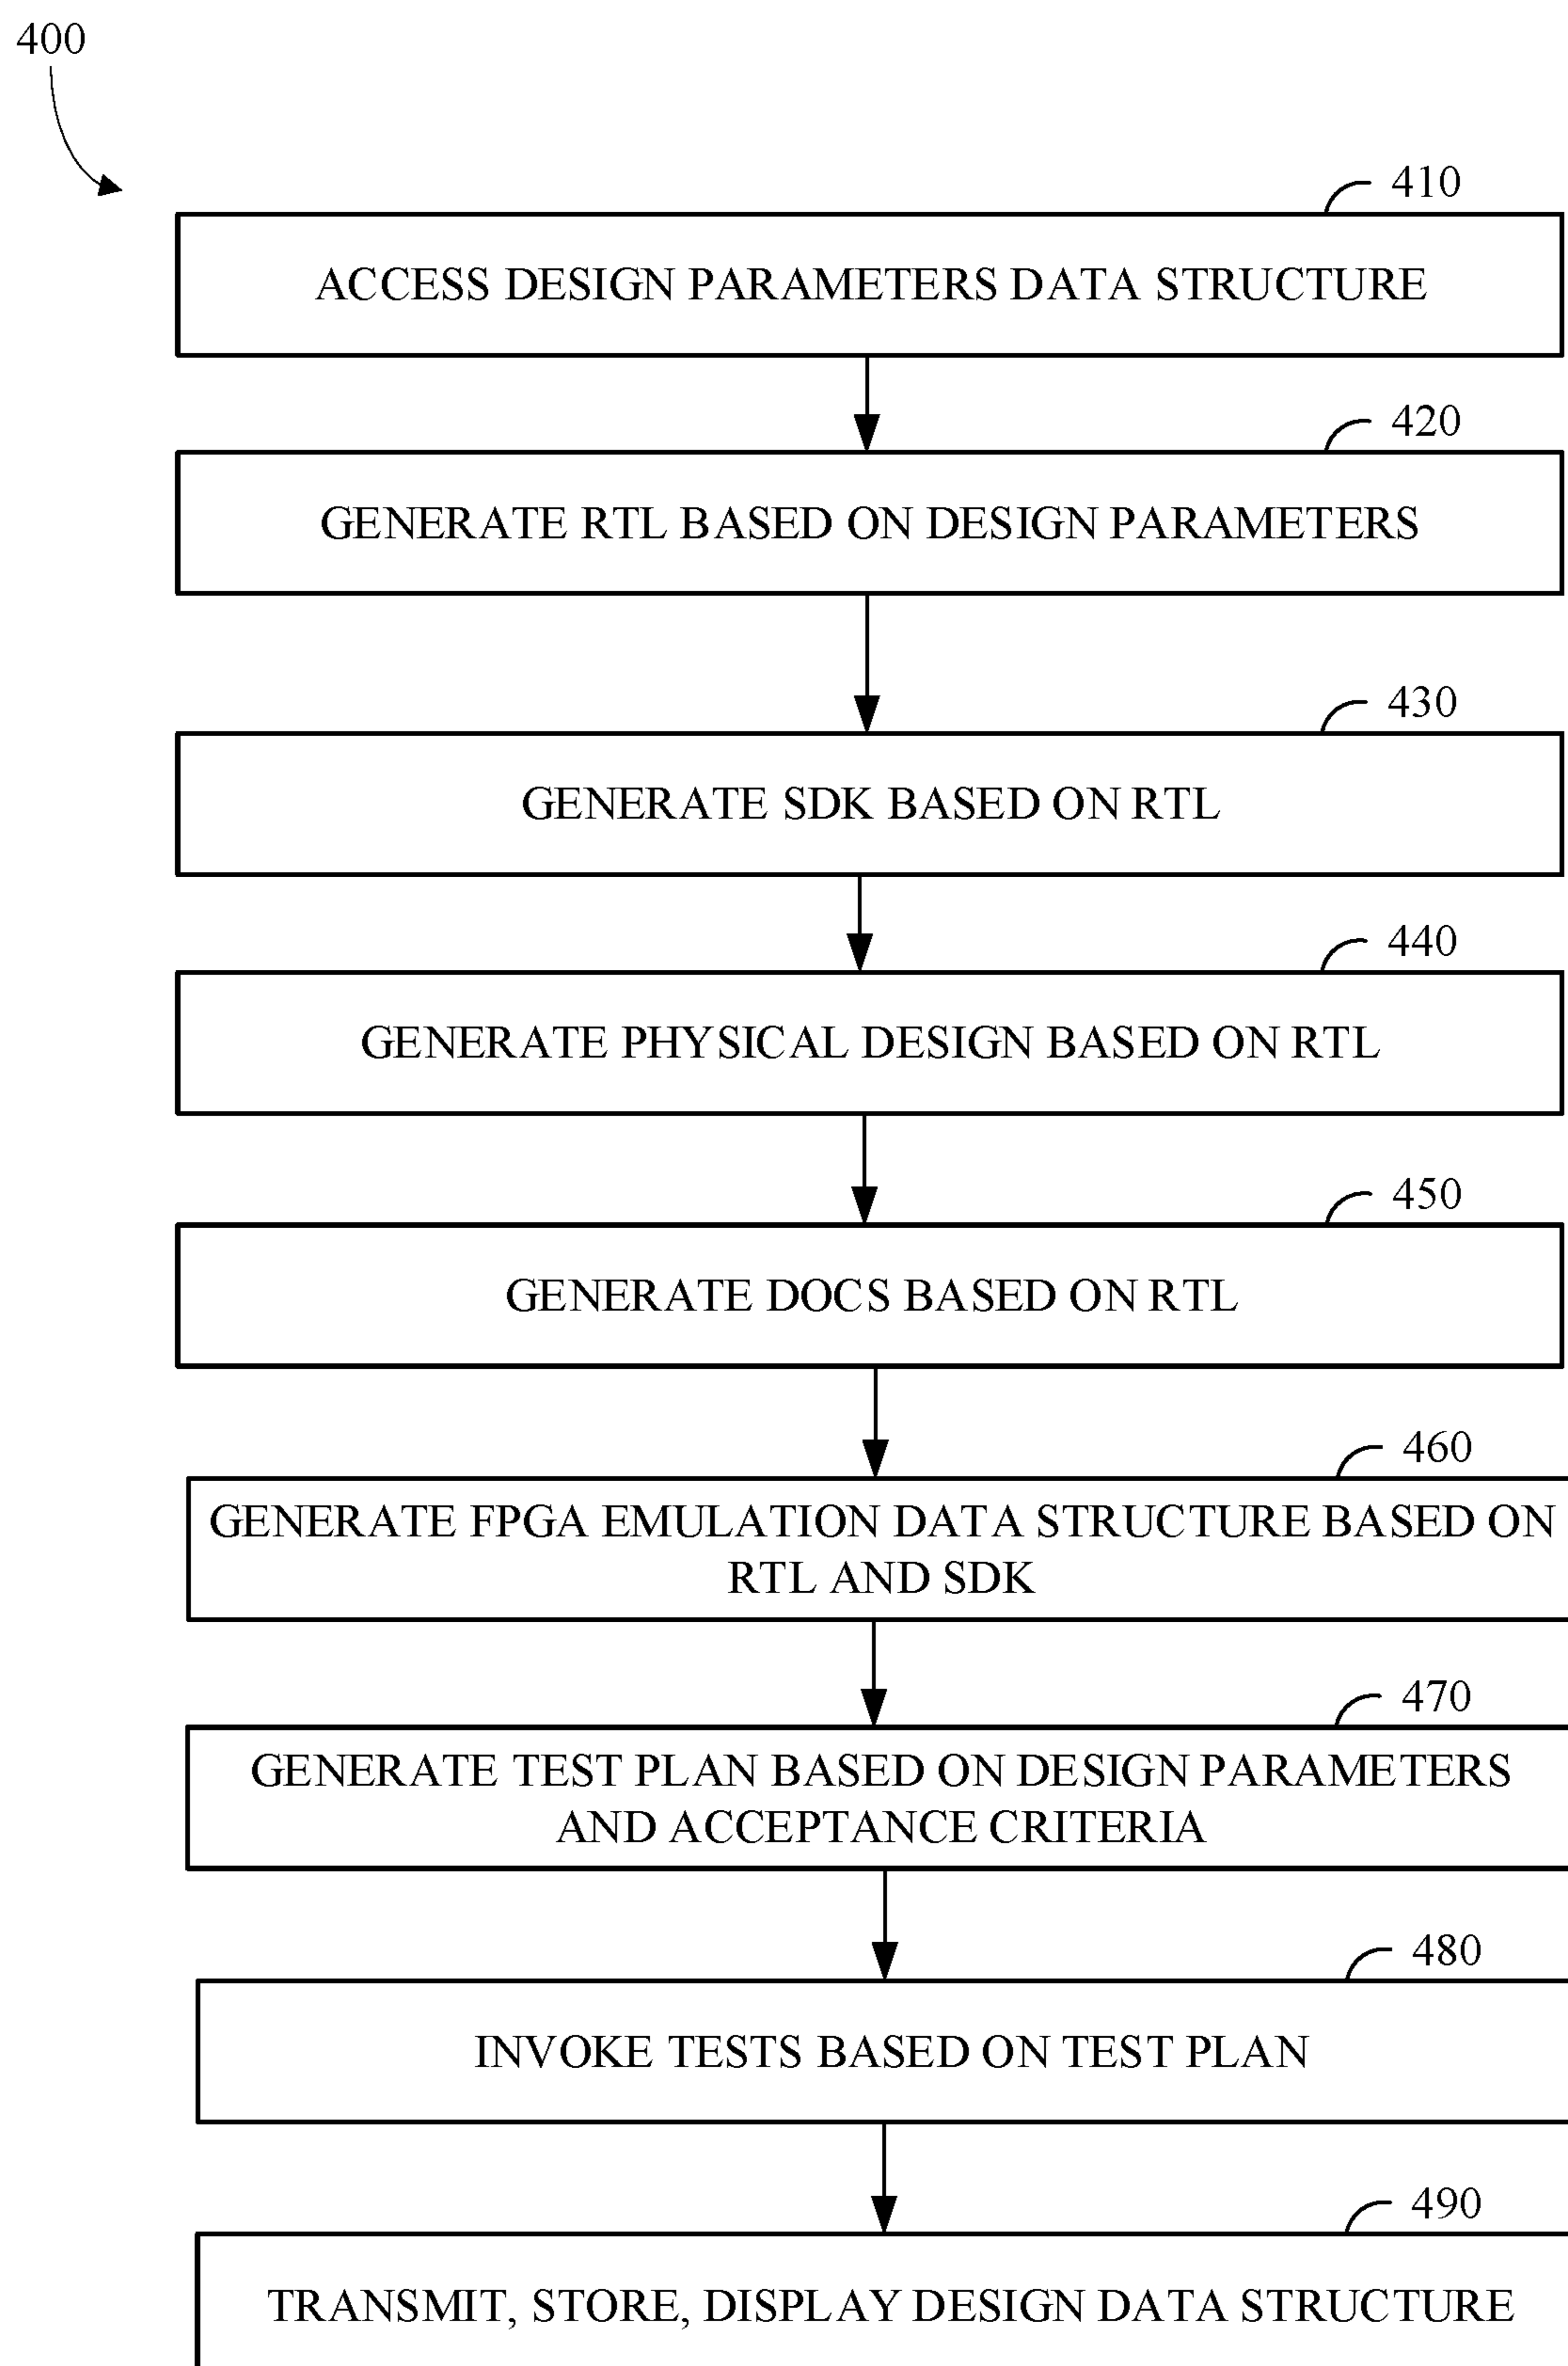 400
410
ACCESS DESIGN PARAMETERS DATA STRUCTURE
420
GENERATE RTL BASED ON DESIGN PARAMETERS
430
GENERATE SDK BASED ON RTL
440
GENERATE PHYSICAL DESIGN BASED ON RTL
450
GENERATE DOCS BASED ON RTL
460
GENERATE FPGA EMULATION DATA STRUCTURE BASED ON
RTL AND SDK
470
GENERATE TEST PLAN BASED ON DESIGN PARAMETERS
AND ACCEPTANCE CRITERIA
480
INVOKE TESTS BASED ON TEST PLAN
490
TRANSMIT, STORE, DISPLAY DESIGN DATA STRUCTURE